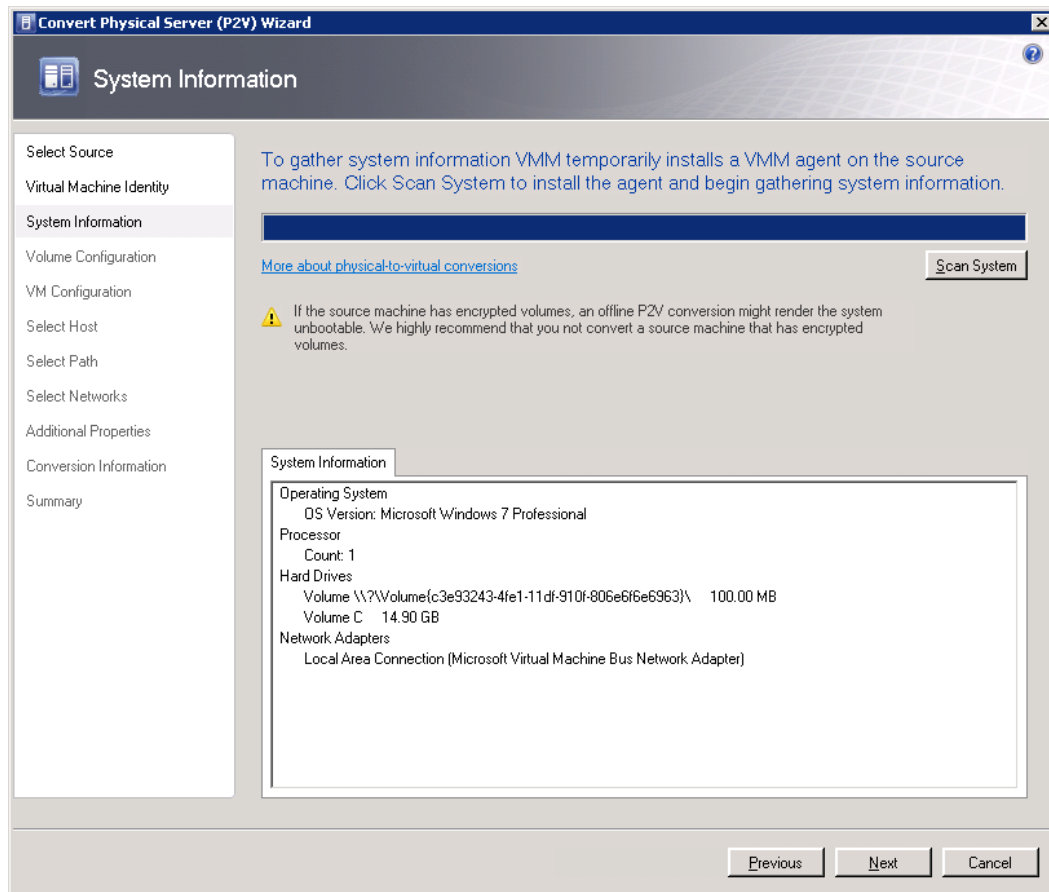 Convert Physical Server (P2V) Wizard
System Information
Select Source
Virtual Machine Identity
System Information
Volume Configuration
VM Configuration
Select Host
Select Path
Select Networks
Additional Properties
Conversion Information
Summary
To gather system information VMM temporarily installs a VMM agent on the source
machine. Click Scan System to install the agent and begin gathering system information.
More about physical-to-virtual conversions
Scan System
If the source machine has encrypted volumes, an offline P2V conversion might render the system
unbootable. We highly recommend that you not convert a source machine that has encrypted
volumes.
System Information
Operating System
OS Version: Microsoft Windows 7 Professional
Processor
Count: 1
Hard Drives
Volume \\?\Volume{c3e93243-4fe1-11df-910f-806e6f6e6963}\ 100.00 MB
Volume C 14.90 GB
Network Adapters
Local Area Connection (Microsoft Virtual Machine Bus Network Adapter)
Previous
Next
Cancel